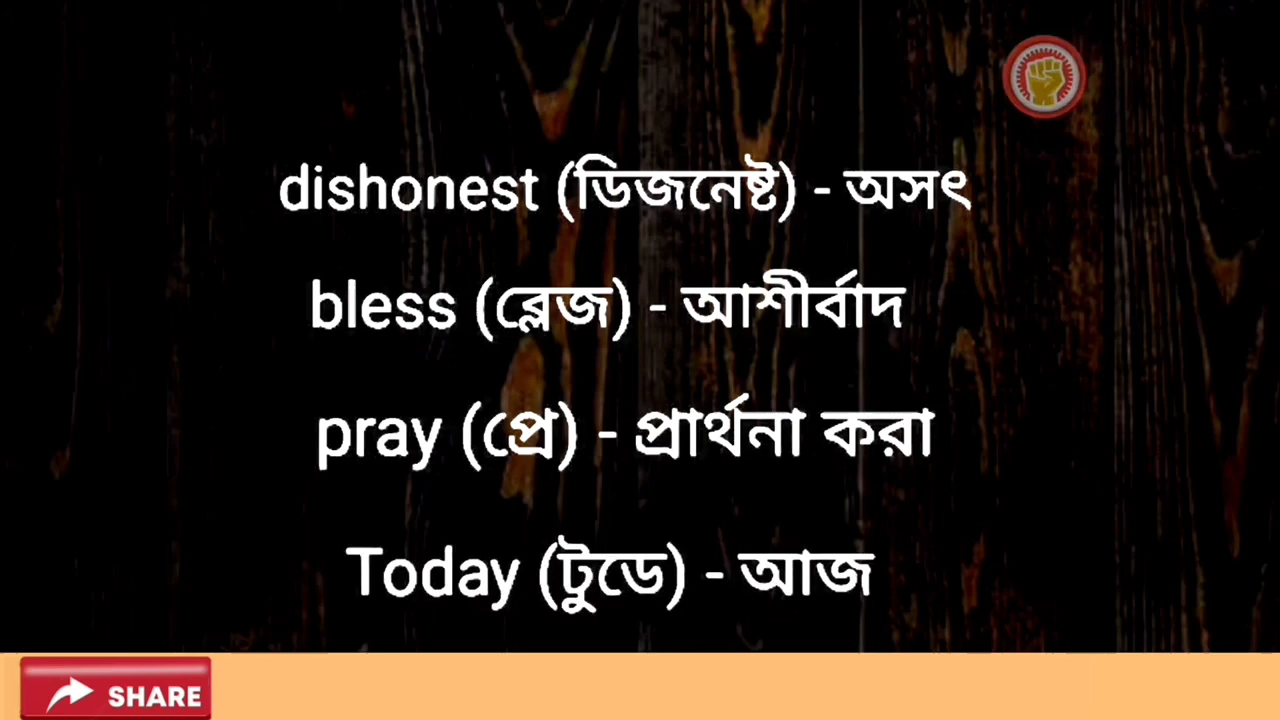 dishonest (ডিজনেষ্ট) - অসৎ
bless (ব্লেজ) - আশীর্বাদ
pray (প্রে) - প্রার্থনা করা
Today (টুডে) - আজ
SHARE